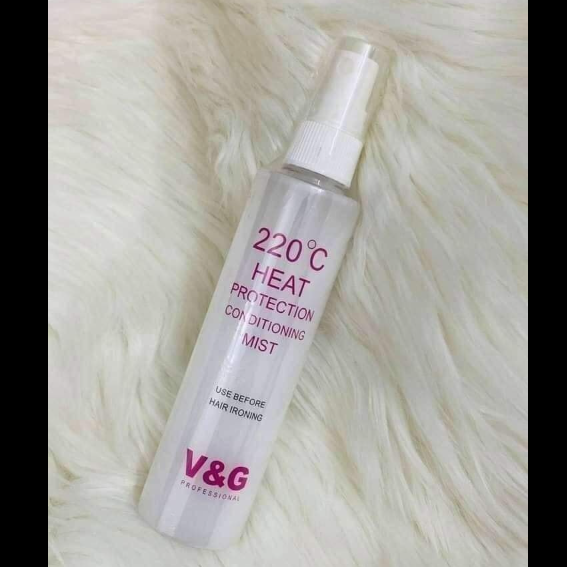 220°C
HEAT
PROTECTION
CONDITIONING
MIST
USE BEFORE
HAIR IRONING
V&G
PROFESSIONAL